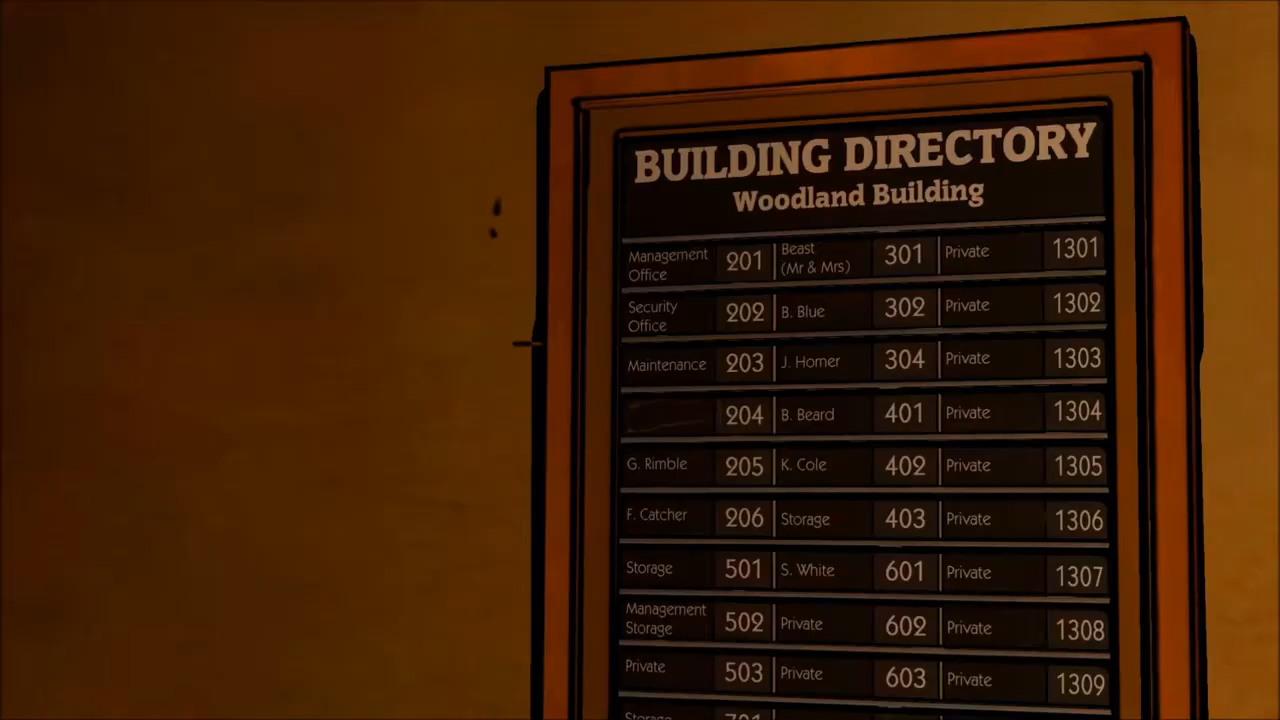 BUILDING DIRECTORY
Woodland Building
Management Office 201 Beast (Mr & Mrs) 301 Private 1301
Security Office 202 B. Blue 302 Private 1302
Maintenance 203 J. Horner 304 Private 1303
204 B. Beard 401 Private 1304
G. Rimble 205 K. Cole 402 Private 1305
F. Catcher 206 Storage 403 Private 1306
Storage 501 S. White 601 Private 1307
Management Storage 502 Private 602 Private 1308
Private 503 Private 603 Private 1309
Storage 701